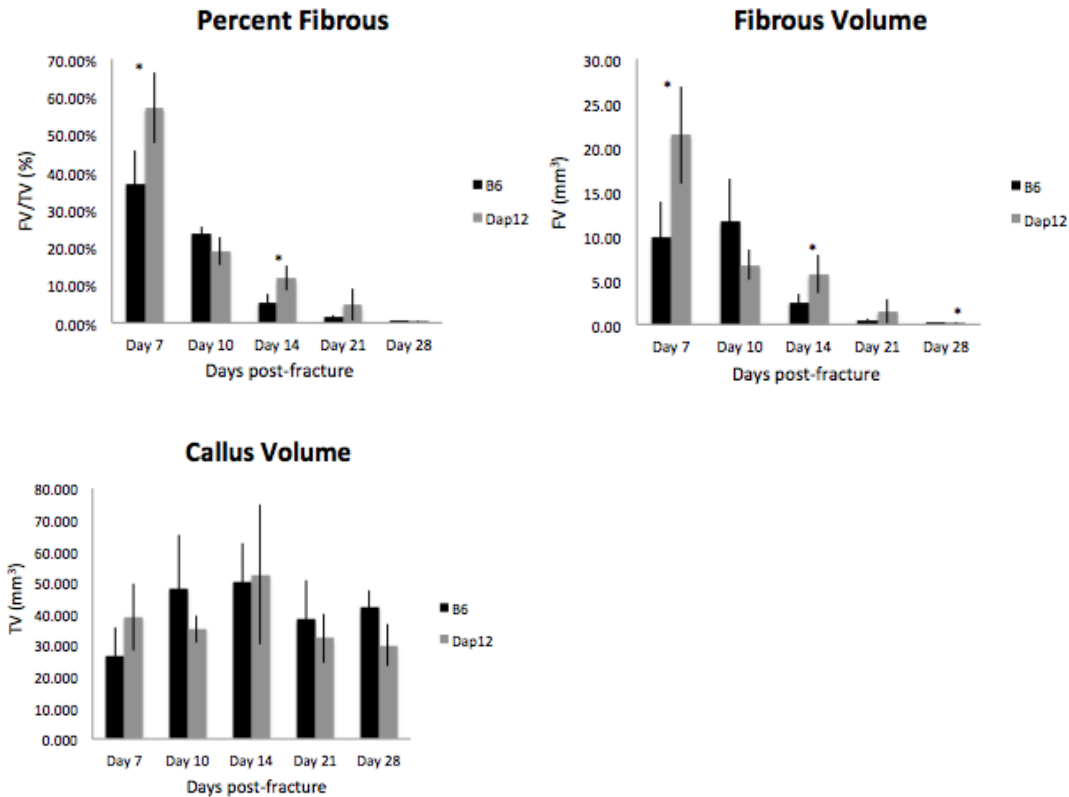 Percent Fibrous
70.00%
60.00%
50.00%
40.00%
30.00%
20.00%
10.00%
0.00%
FV/TV (%)
*
*
Day 7 Day 10 Day 14 Day 21 Day 28
Days post-fracture
B6
Dap12
Fibrous Volume
30.00
25.00
20.00
15.00
10.00
5.00
0.00
FV (mm³)
*
*
*
Day 7 Day 10 Day 14 Day 21 Day 28
Days post-fracture
B6
Dap12
Callus Volume
80.000
70.000
60.000
50.000
40.000
30.000
20.000
10.000
0.000
TV (mm³)
Day 7 Day 10 Day 14 Day 21 Day 28
Days post-fracture
B6
Dap12